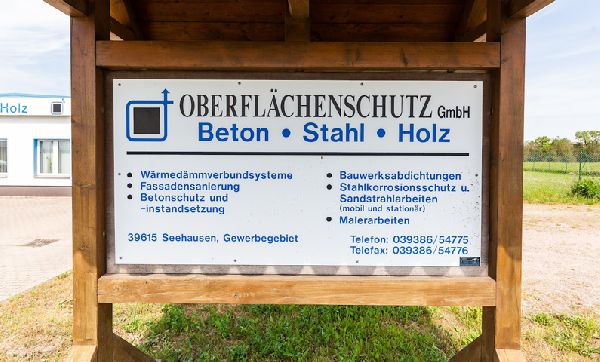 Holz
OBERFLÄCHENSCHUTZ GmbH
Beton • Stahl • Holz
• Wärmedämmverbundsysteme
• Fassadensanierung
• Betonschutz und
-instandsetzung
• Bauwerksabdichtungen
• Stahlkorrosionsschutz u.
Sandstrahlarbeiten
(mobil und stationär)
• Malerarbeiten
39615 Seehausen, Gewerbegebiet
Telefon: 039386/54775
Telefax: 039386/54776